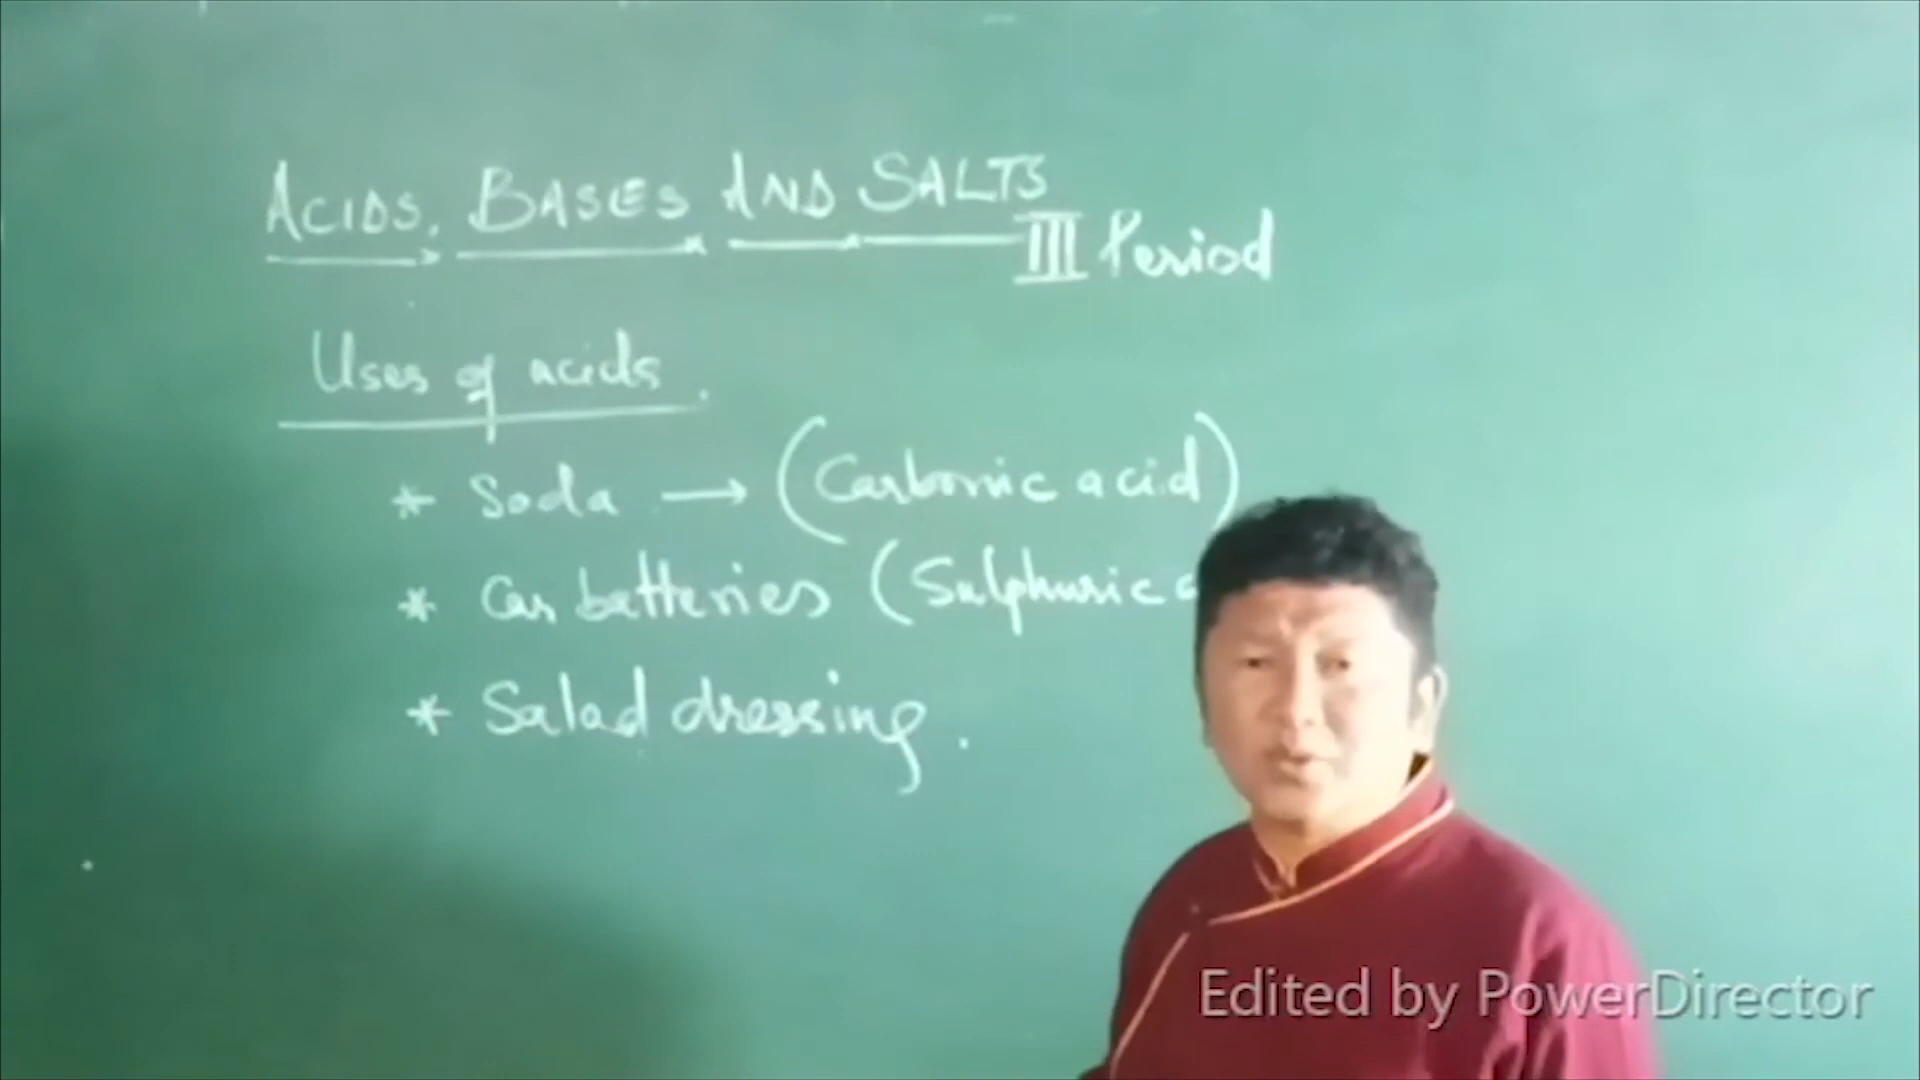 ACIDS, BASES AND SALTS
III Period
Uses of acids.
* Soda → (Carbonic acid)
* Car batteries (Sulphuric a
* Salad dressing.
Edited by PowerDirector